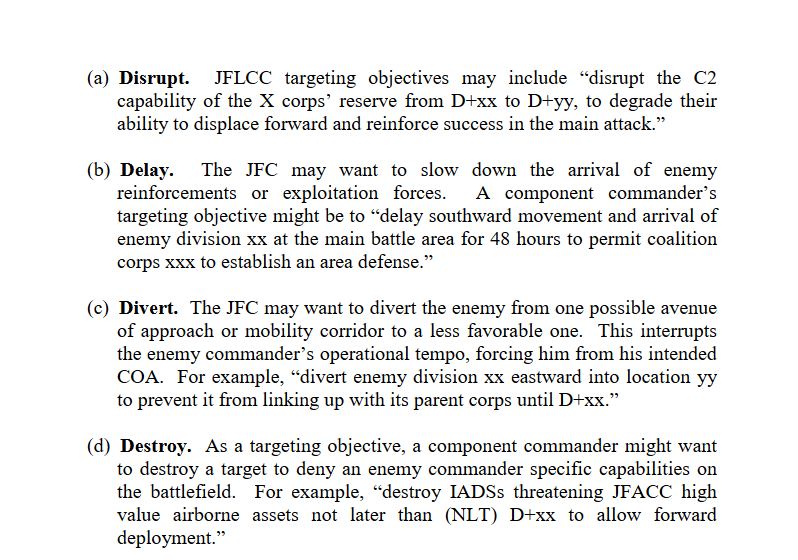 (a) Disrupt. JFLCC targeting objectives may include “disrupt the C2
capability of the X corps’ reserve from D+xx to D+yy, to degrade their
ability to displace forward and reinforce success in the main attack.”
(b) Delay. The JFC may want to slow down the arrival of enemy
reinforcements or exploitation forces. A component commander’s
targeting objective might be to “delay southward movement and arrival of
enemy division xx at the main battle area for 48 hours to permit coalition
corps xxx to establish an area defense.”
(c) Divert. The JFC may want to divert the enemy from one possible avenue
of approach or mobility corridor to a less favorable one. This interrupts
the enemy commander’s operational tempo, forcing him from his intended
COA. For example, “divert enemy division xx eastward into location yy
to prevent it from linking up with its parent corps until D+xx.”
(d) Destroy. As a targeting objective, a component commander might want
to destroy a target to deny an enemy commander specific capabilities on
the battlefield. For example, “destroy IADSs threatening JFACC high
value airborne assets not later than (NLT) D+xx to allow forward
deployment.”